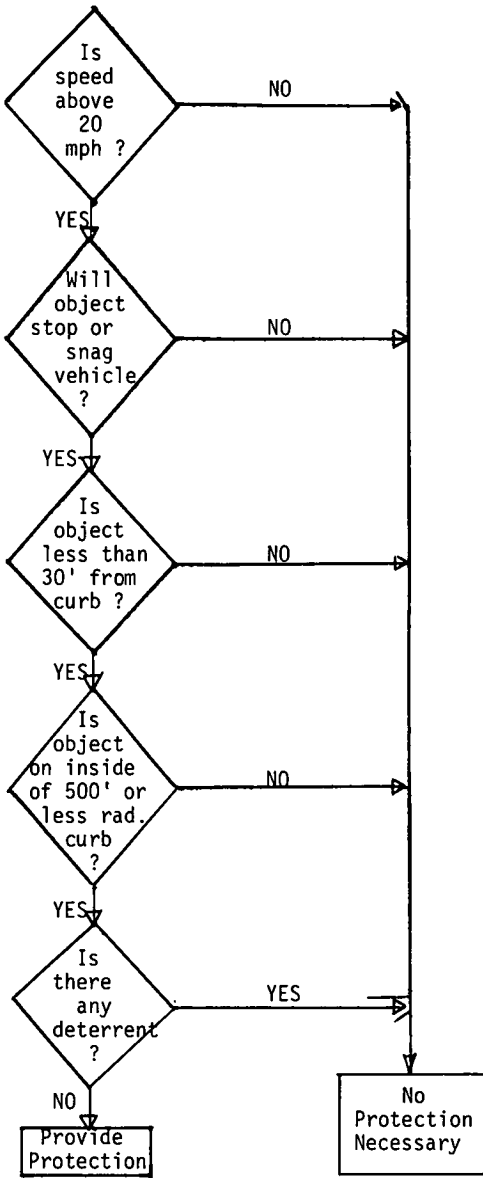 Is
speed
above
20
mph ?
NO
YES
Will
object
stop or
snag
vehicle
?
NO
YES
Is
object
less than
30' from
curb ?
NO
YES
Is
object
on inside
of 500' or
less rad.
curb
?
NO
YES
Is
there
any
deterrent
?
YES
NO
Provide
Protection
No
Protection
Necessary